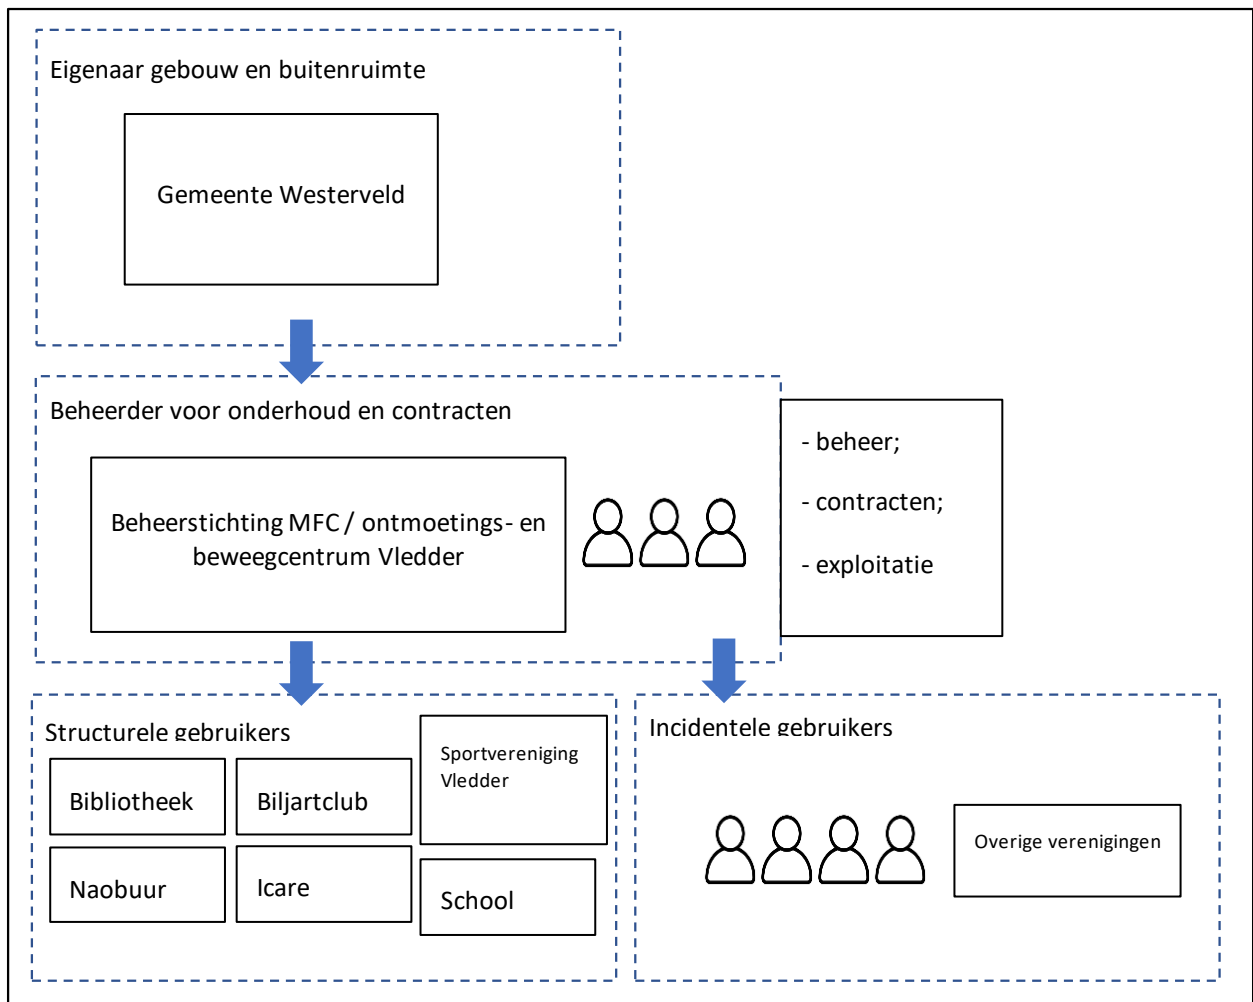 Eigenaar gebouw en buitenruimte
Gemeente Westerveld
Beheerder voor onderhoud en contracten
Beheerstichting MFC / ontmoetings- en
beweegcentrum Vledder
- beheer;
- contracten;
- exploitatie
Structurele gebruikers
Sportvereniging
Vledder
Bibliotheek
Biljartclub
Naobuur
Icare
School
Incidentele gebruikers
Overige verenigingen